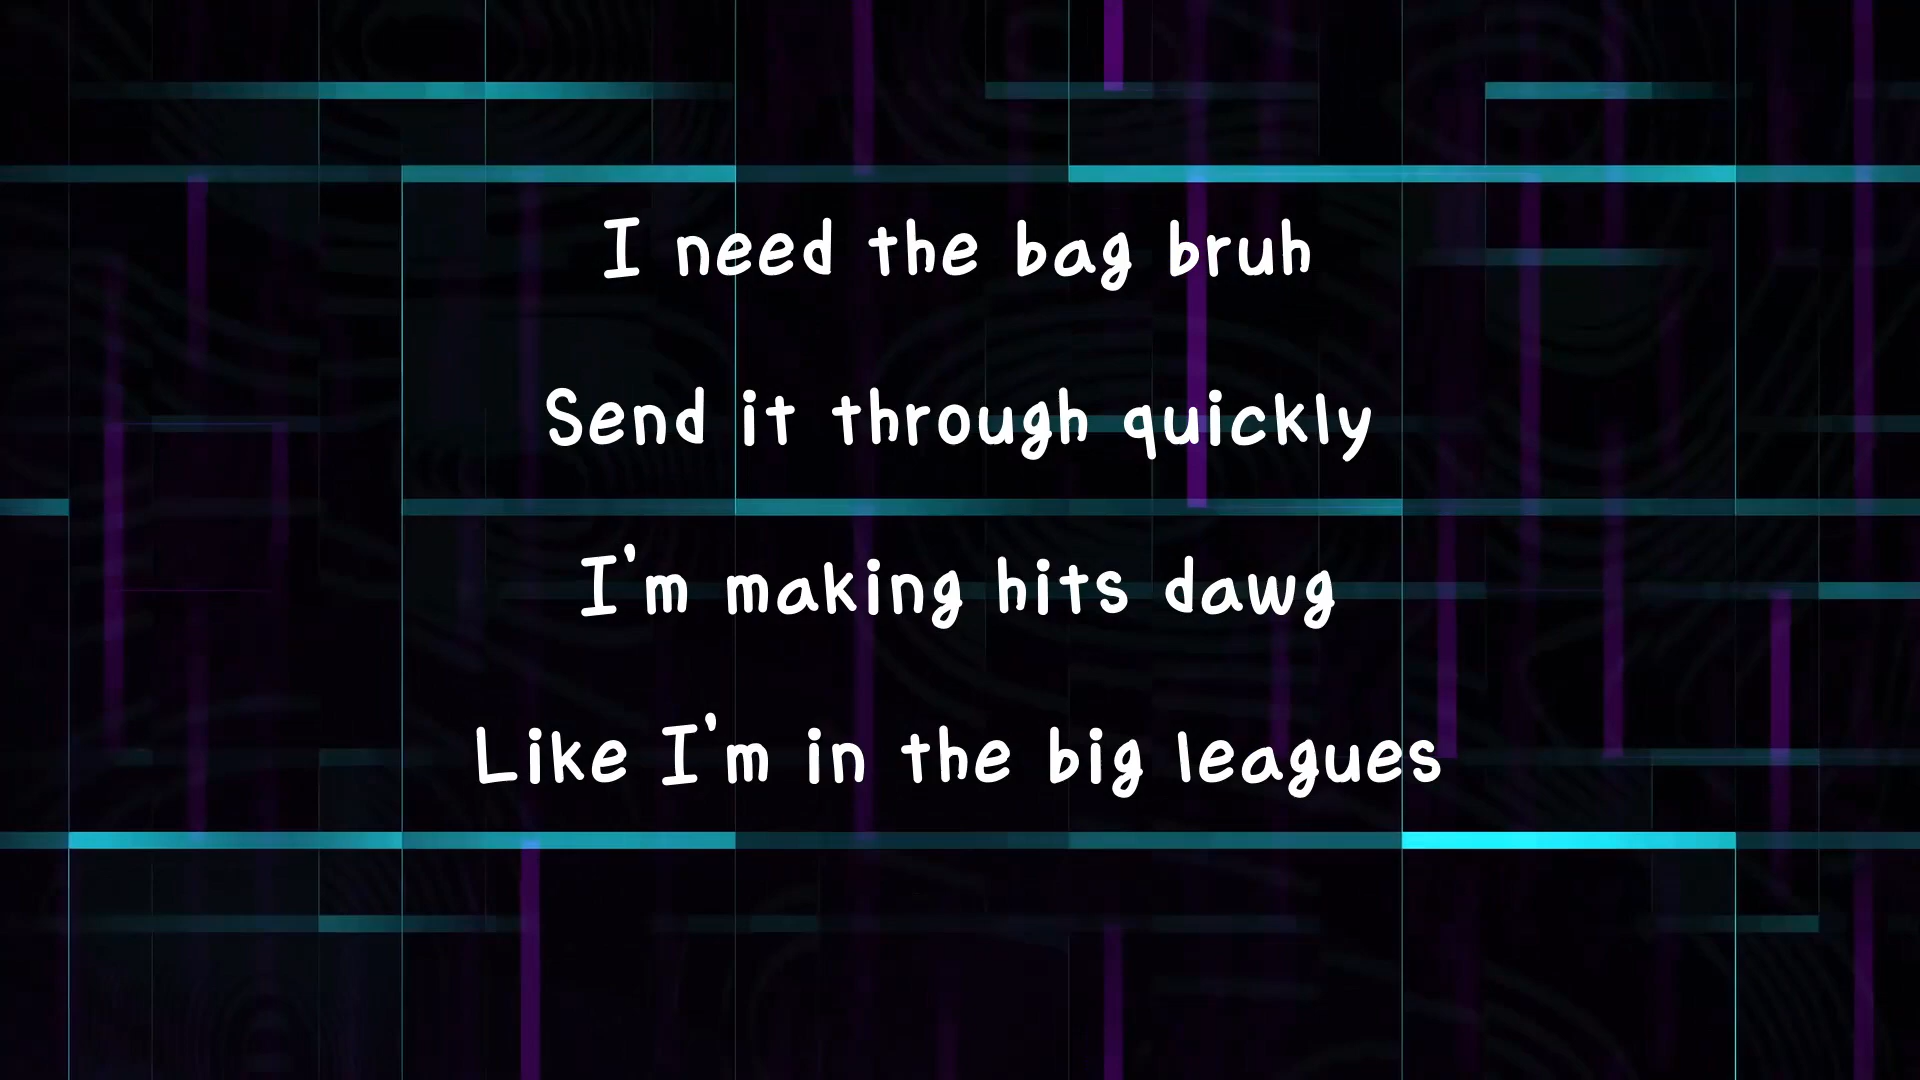 I need the bag bruh
Send it through quickly
I'm making hits dawg
Like I'm in the big leagues